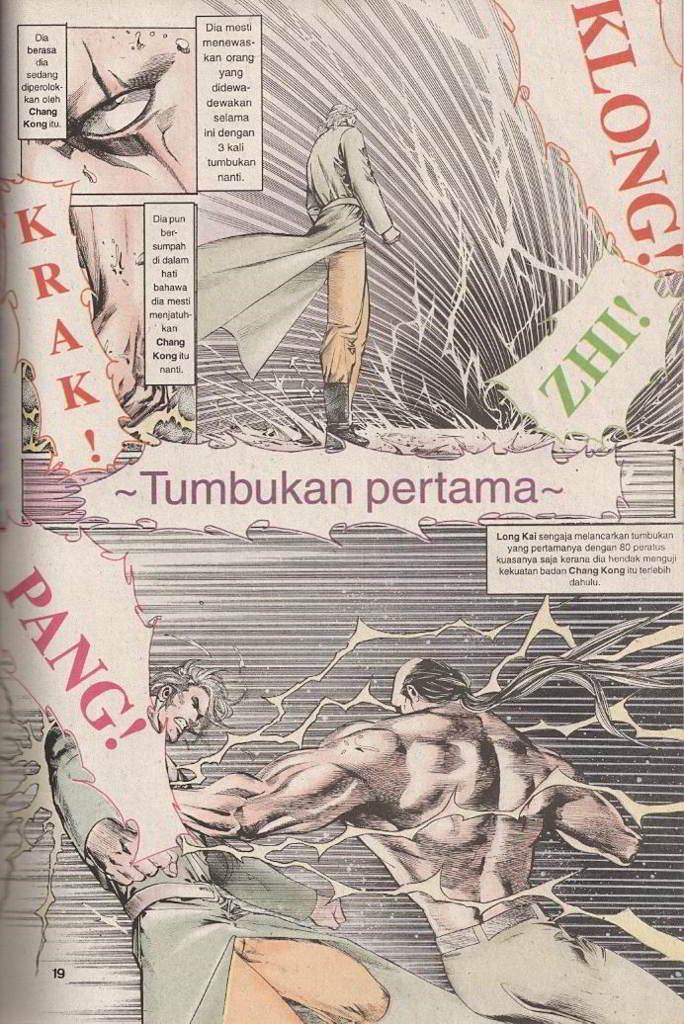 Dia
berasa
dia
sedang
diperolok-
kan oleh
Chang
Kong itu.
Dia mesti
menewas-
kan orang
yang
didewa-
dewakan
selama
ini dengan
3 kali
tumbukan
nanti.
KLONG!
KRAK!
Dia pun
ber-
sumpah
di dalam
hati
bahawa
dia mesti
menjatuh-
kan
Chang
Kong itu
nanti.
ZHI!
~Tumbukan pertama~
Long Kai sengaja melancarkan tumbukan
yang pertamanya dengan 80 peratus
kuasanya saja kerana dia hendak menguji
kekuatan badan Chang Kong itu terlebih
dahulu.
PANG!
19